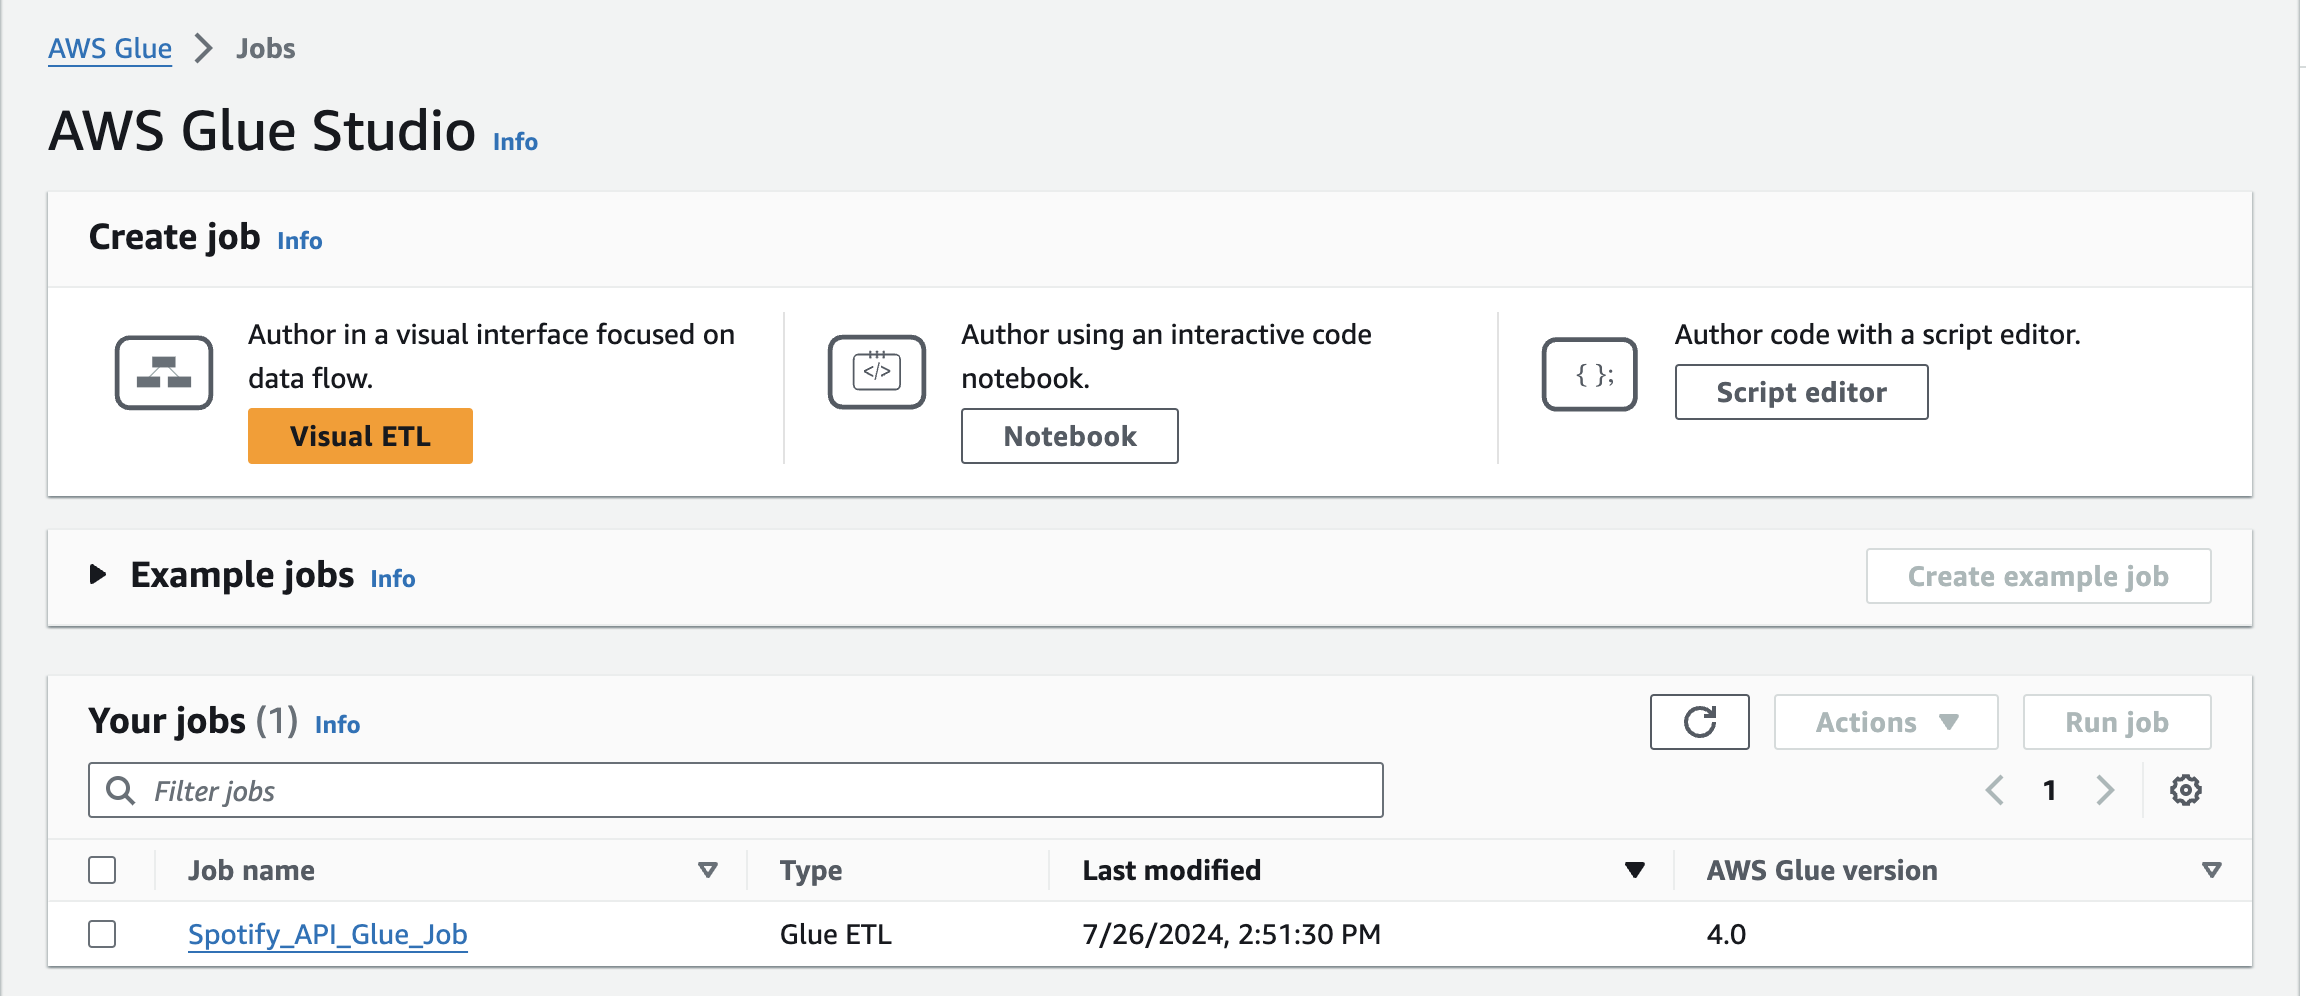 AWS Glue > Jobs
AWS Glue Studio Info
Create job Info
Author in a visual interface focused on
data flow.
Visual ETL
</>
Author using an interactive code
notebook.
Notebook
{ };
Author code with a script editor.
Script editor
Example jobs Info
Create example job
Your jobs (1) Info
Actions
Run job
Filter jobs
1
Job name Type Last modified AWS Glue version
Spotify_API_Glue_Job Glue ETL 7/26/2024, 2:51:30 PM 4.0